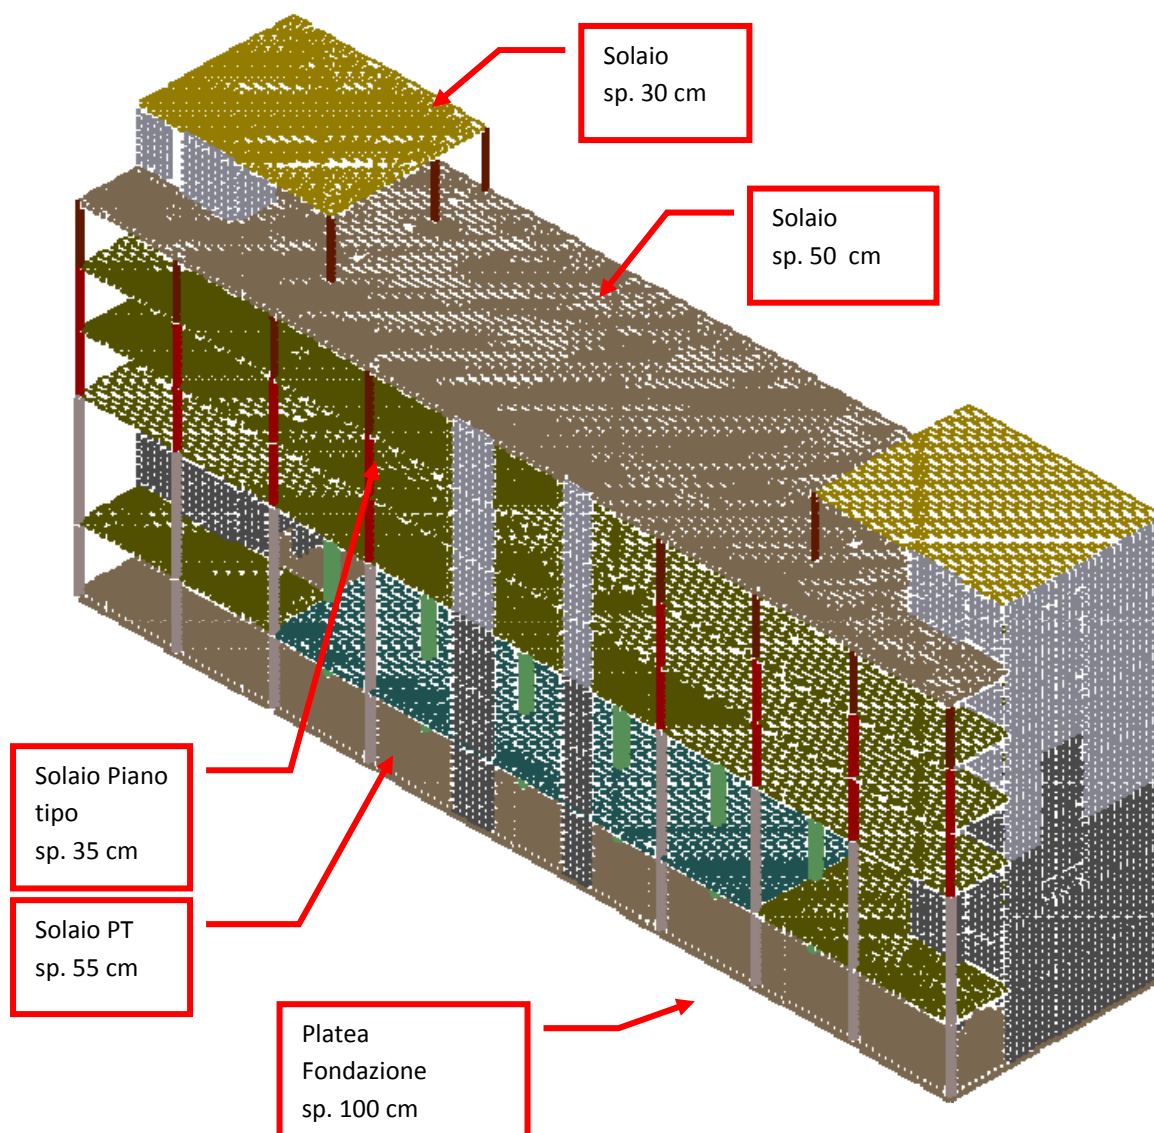 Solaio
sp. 30 cm
Solaio
sp. 50  cm
Solaio Piano
tipo
sp. 35 cm
Solaio PT
sp. 55 cm
Platea
Fondazione
sp. 100 cm